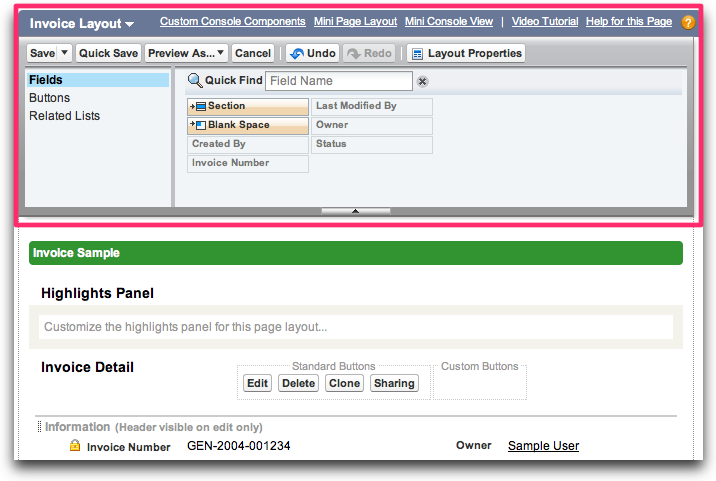 Invoice Layout Custom Console Components Mini Page Layout Mini Console View | Video Tutorial Help for this Page ?
Save Quick Save Preview As... Cancel Undo Redo Layout Properties
Fields
Buttons
Related Lists
Quick Find Field Name
Section Last Modified By
Blank Space Owner
Created By Status
Invoice Number
Invoice Sample
Highlights Panel
Customize the highlights panel for this page layout...
Invoice Detail
Standard Buttons Custom Buttons
Edit Delete Clone Sharing
Information (Header visible on edit only)
Invoice Number GEN-2004-001234 Owner Sample User